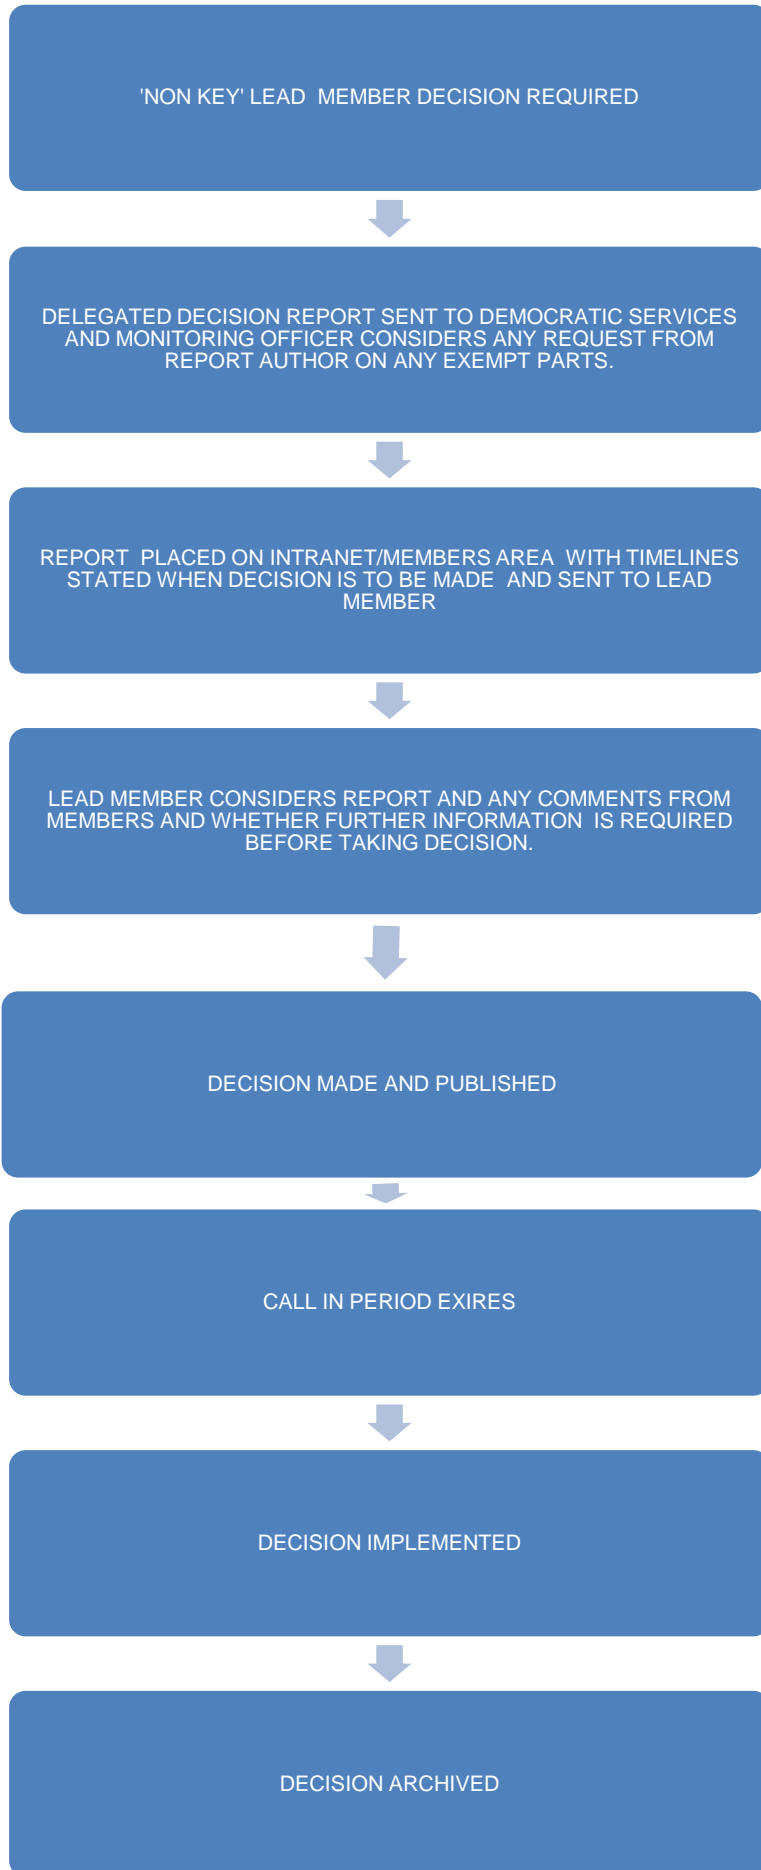 'NON KEY' LEAD  MEMBER DECISION REQUIRED
DELEGATED DECISION REPORT SENT TO DEMOCRATIC SERVICES
AND MONITORING OFFICER CONSIDERS ANY REQUEST FROM
REPORT AUTHOR ON ANY EXEMPT PARTS.
REPORT  PLACED ON INTRANET/MEMBERS AREA  WITH TIMELINES
STATED WHEN DECISION IS TO BE MADE  AND SENT TO LEAD
MEMBER
LEAD MEMBER CONSIDERS REPORT AND ANY COMMENTS FROM
MEMBERS AND WHETHER FURTHER INFORMATION  IS REQUIRED
BEFORE TAKING DECISION.
DECISION MADE AND PUBLISHED
CALL IN PERIOD EXIRES
DECISION IMPLEMENTED
DECISION ARCHIVED